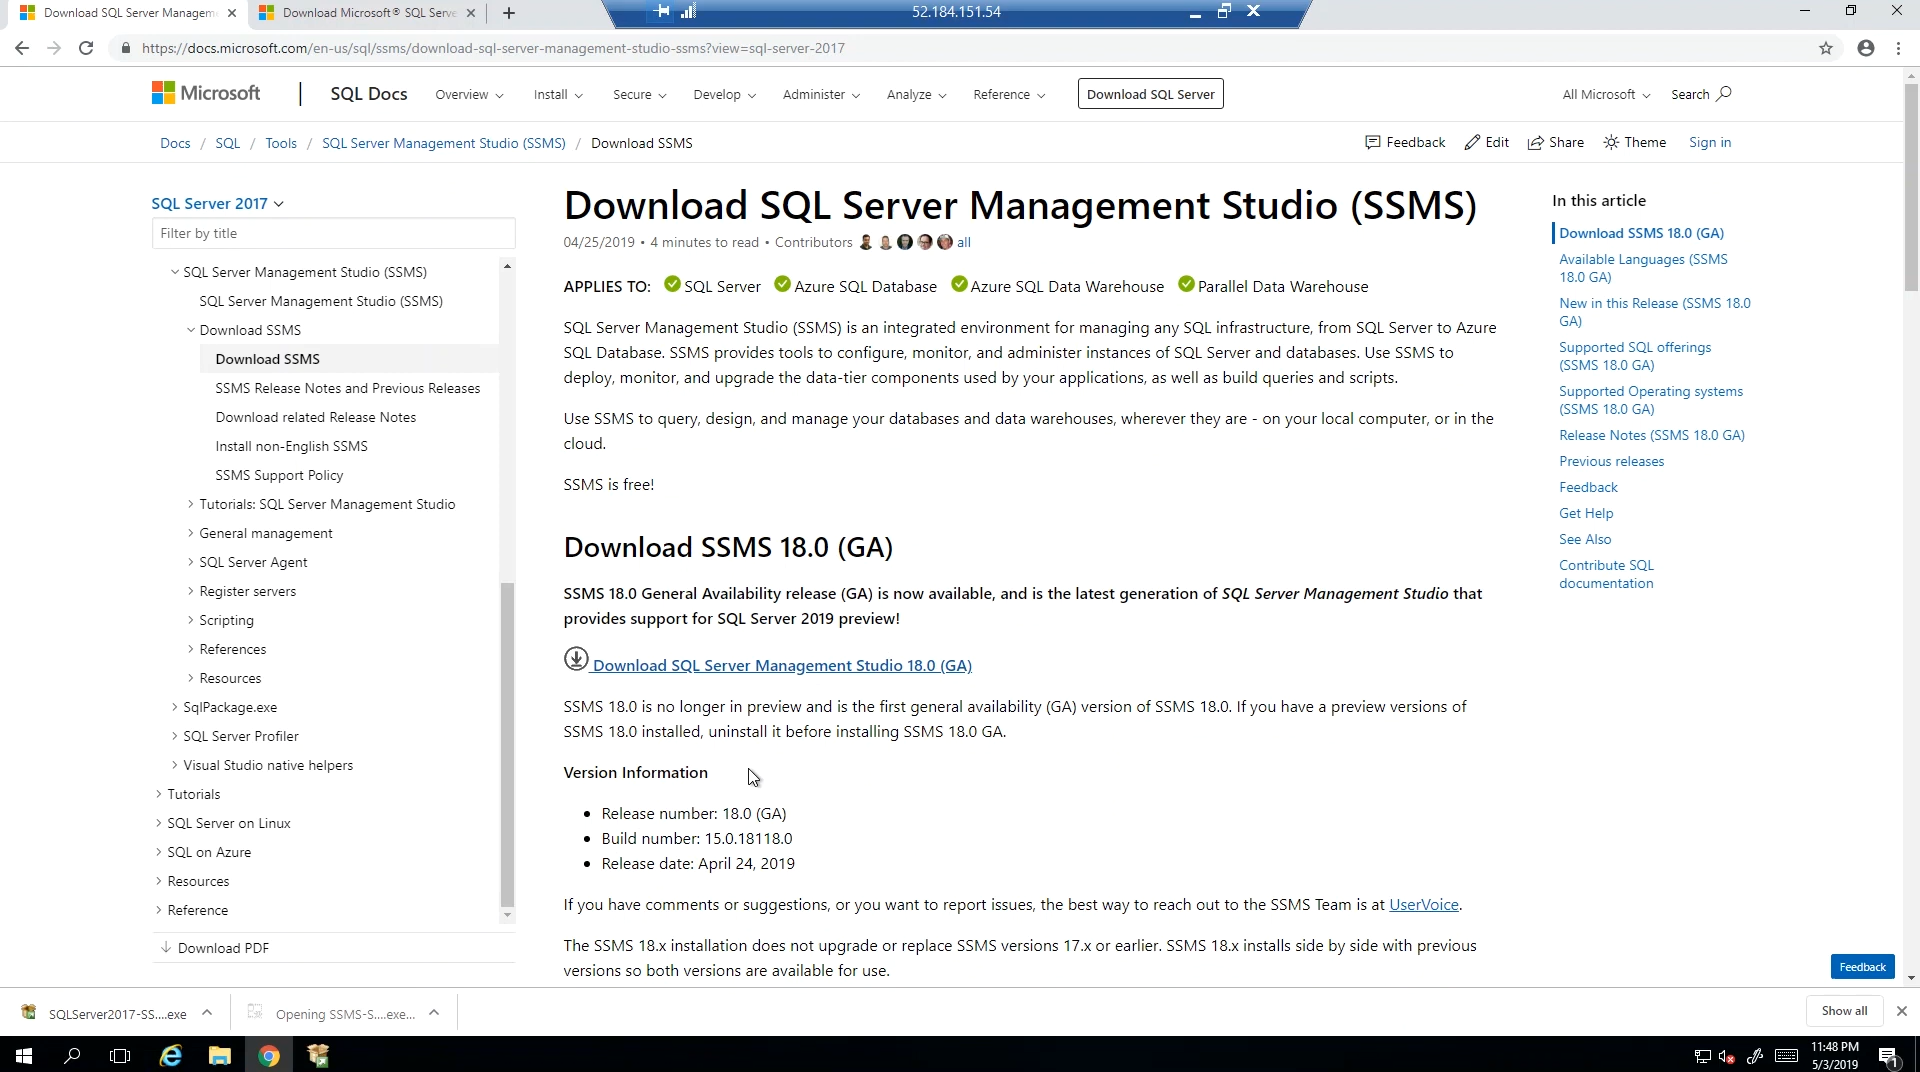 Download SQL Server Managem
Download Microsoft® SQL Serve
52.184.151.54
https://docs.microsoft.com/en-us/sql/ssms/download-sql-server-management-studio-ssms?view=sql-server-2017
Microsoft
SQL Docs
Overview
Install
Secure
Develop
Administer
Analyze
Reference
Download SQL Server
All Microsoft
Search
Docs / SQL / Tools / SQL Server Management Studio (SSMS) / Download SSMS
Feedback
Edit
Share
Theme
Sign in
SQL Server 2017
Filter by title
SQL Server Management Studio (SSMS)
SQL Server Management Studio (SSMS)
Download SSMS
Download SSMS
SSMS Release Notes and Previous Releases
Download related Release Notes
Install non-English SSMS
SSMS Support Policy
Tutorials: SQL Server Management Studio
General management
SQL Server Agent
Register servers
Scripting
References
Resources
SqlPackage.exe
SQL Server Profiler
Visual Studio native helpers
Tutorials
SQL Server on Linux
SQL on Azure
Resources
Reference
Download PDF
Download SQL Server Management Studio (SSMS)
04/25/2019 • 4 minutes to read • Contributors all
APPLIES TO: SQL Server Azure SQL Database Azure SQL Data Warehouse Parallel Data Warehouse
SQL Server Management Studio (SSMS) is an integrated environment for managing any SQL infrastructure, from SQL Server to Azure
SQL Database. SSMS provides tools to configure, monitor, and administer instances of SQL Server and databases. Use SSMS to
deploy, monitor, and upgrade the data-tier components used by your applications, as well as build queries and scripts.
Use SSMS to query, design, and manage your databases and data warehouses, wherever they are - on your local computer, or in the
cloud.
SSMS is free!
Download SSMS 18.0 (GA)
SSMS 18.0 General Availability release (GA) is now available, and is the latest generation of SQL Server Management Studio that
provides support for SQL Server 2019 preview!
Download SQL Server Management Studio 18.0 (GA)
SSMS 18.0 is no longer in preview and is the first general availability (GA) version of SSMS 18.0. If you have a preview versions of
SSMS 18.0 installed, uninstall it before installing SSMS 18.0 GA.
Version Information
• Release number: 18.0 (GA)
• Build number: 15.0.18118.0
• Release date: April 24, 2019
If you have comments or suggestions, or you want to report issues, the best way to reach out to the SSMS Team is at UserVoice.
The SSMS 18.x installation does not upgrade or replace SSMS versions 17.x or earlier. SSMS 18.x installs side by side with previous
versions so both versions are available for use.
In this article
Download SSMS 18.0 (GA)
Available Languages (SSMS
18.0 GA)
New in this Release (SSMS 18.0
GA)
Supported SQL offerings
(SSMS 18.0 GA)
Supported Operating systems
(SSMS 18.0 GA)
Release Notes (SSMS 18.0 GA)
Previous releases
Feedback
Get Help
See Also
Contribute SQL
documentation
Feedback
SQLServer2017-SS....exe
Opening SSMS-S....exe...
Show all
11:48 PM
5/3/2019
1